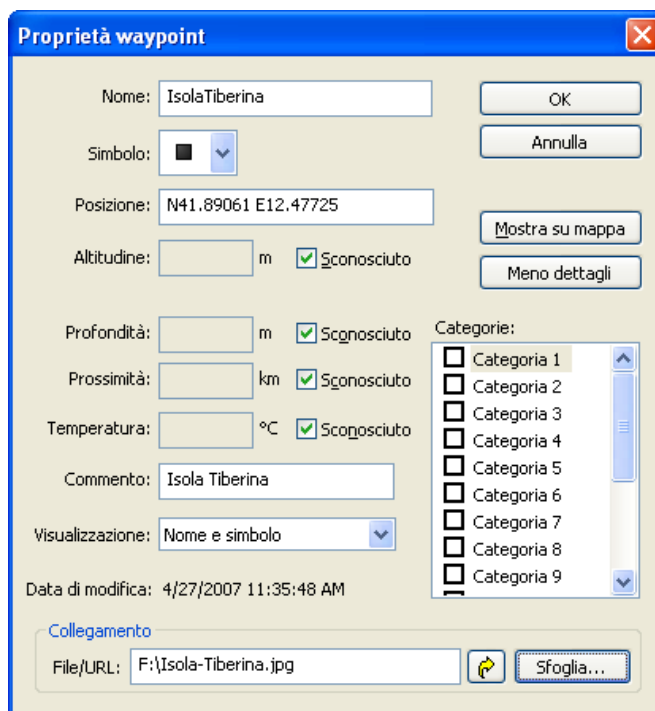 Proprietà waypoint
Nome: IsolaTiberina
OK
Simbolo:
Annulla
Posizione: N41.89061 E12.47725
Mostra su mappa
Altitudine: m Sconosciuto
Meno dettagli
Profondità: m Sconosciuto
Prossimità: km Sconosciuto
Temperatura: °C Sconosciuto
Categorie:
Categoria 1
Categoria 2
Categoria 3
Categoria 4
Categoria 5
Categoria 6
Categoria 7
Categoria 8
Categoria 9
Commento: Isola Tiberina
Visualizzazione: Nome e simbolo
Data di modifica: 4/27/2007 11:35:48 AM
Collegamento
File/URL: F:\Isola-Tiberina.jpg
Sfoglia...